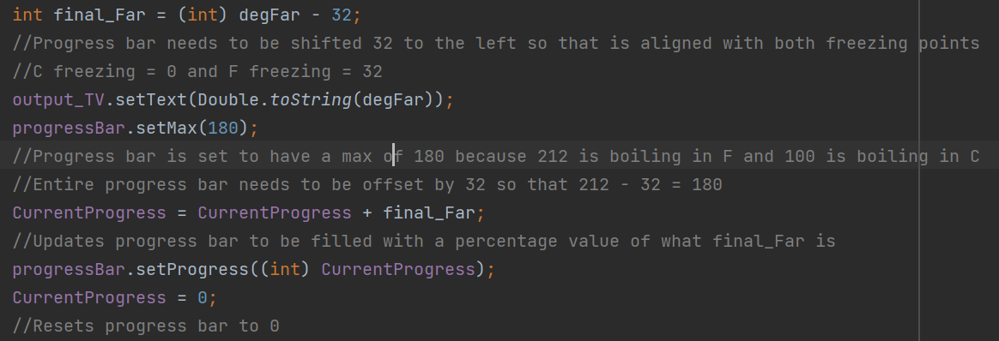 int final_Far = (int) degFar - 32;
//Progress bar needs to be shifted 32 to the left so that is aligned with both freezing points
//C freezing = 0 and F freezing = 32
output_TV.setText(Double.toString(degFar));
progressBar.setMax(180);
//Progress bar is set to have a max of 180 because 212 is boiling in F and 100 is boiling in C
//Entire progress bar needs to be offset by 32 so that 212 - 32 = 180
CurrentProgress = CurrentProgress + final_Far;
//Updates progress bar to be filled with a percentage value of what final_Far is
progressBar.setProgress((int) CurrentProgress);
CurrentProgress = 0;
//Resets progress bar to 0